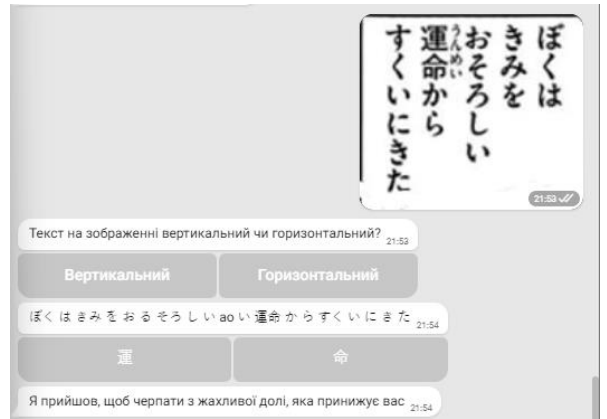 ぼくは
きみを
おそろしい
運命から
うんめい
すくいにきた
21:53
Текст на зображенні вертикальний чи горизонтальний? 21:53
Вертикальний
Горизонтальний
ぼくはきみをおるそろしいaoい運命からすくいにきた 21:54
運
命
Я прийшов, щоб черпати з жахливої долі, яка принижує вас 21:54